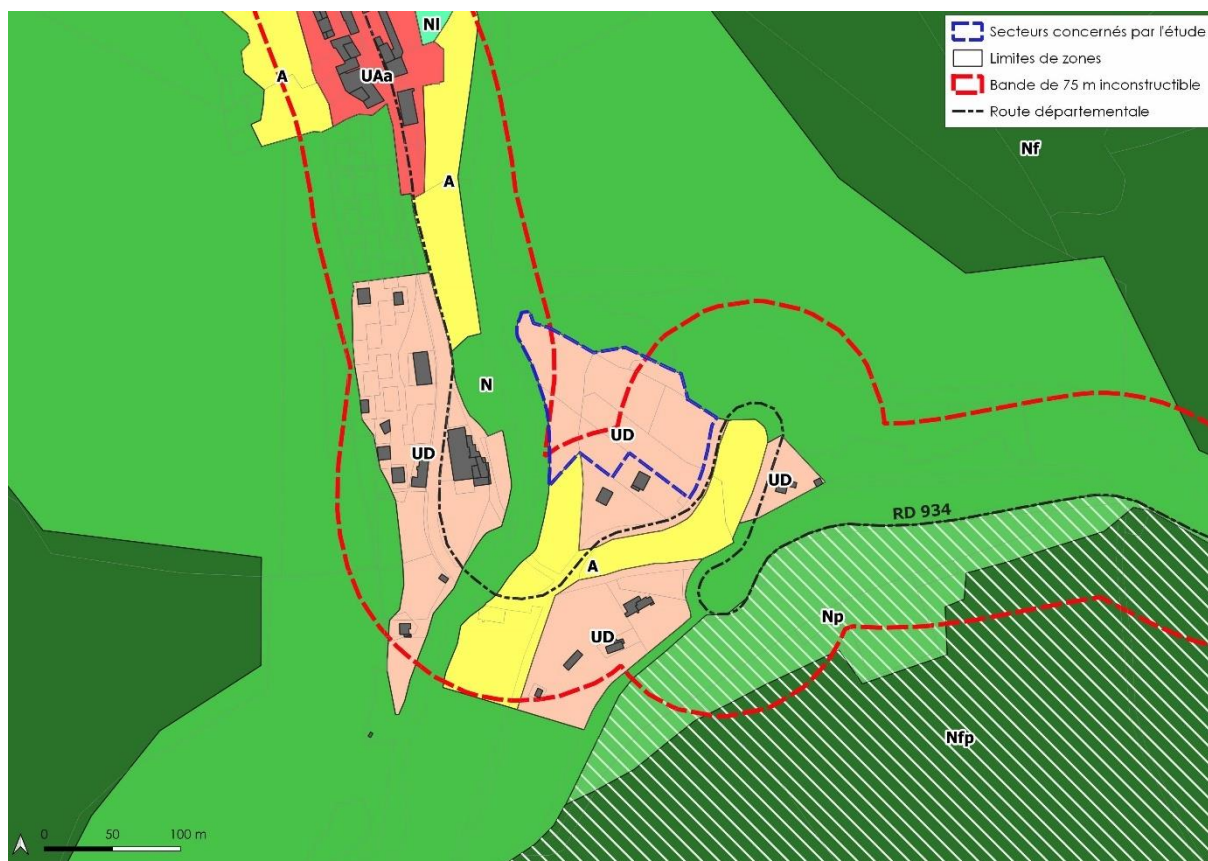 Secteurs concernés par l'étude
Limites de zones
Bande de 75 m inconstructible
Route départementale
Nl
A
UAa
Nf
A
N
UD
UD
UD
RD 934
A
Np
UD
Nfp
0 50 100 m